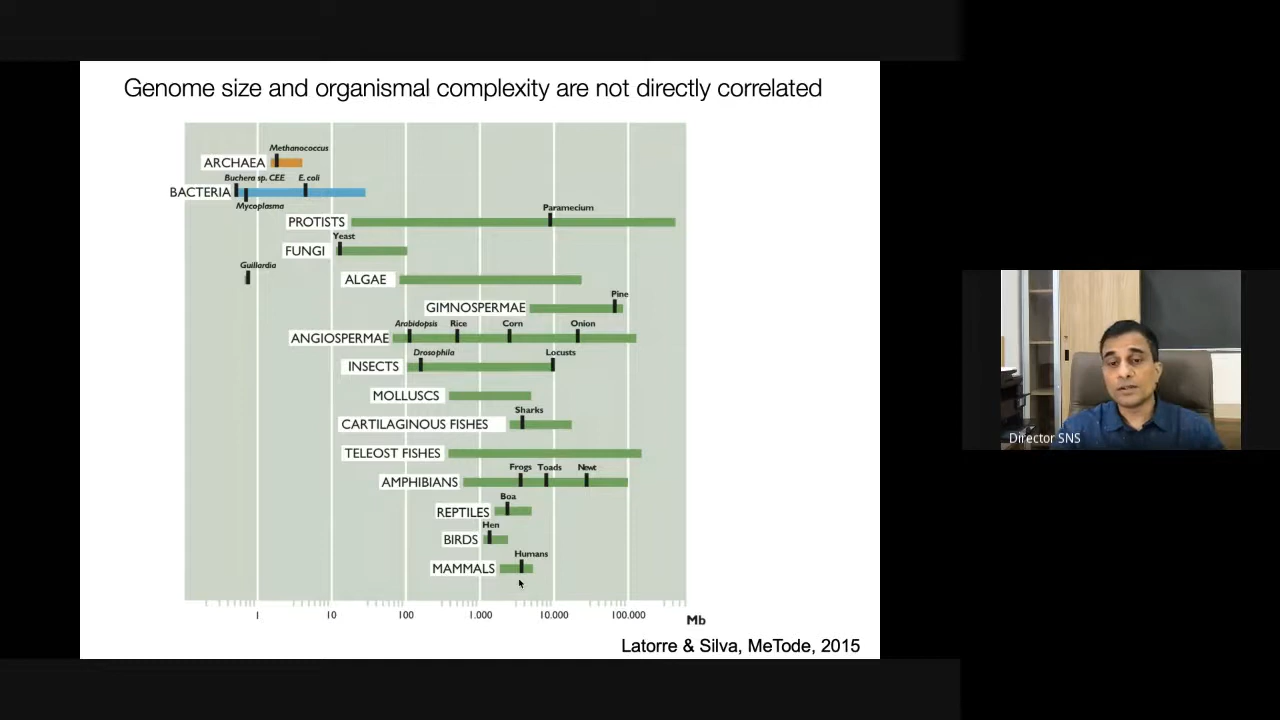 Genome size and organismal complexity are not directly correlated
Methanococcus
ARCHAEA
Buchera sp. CEE E. coli
BACTERIA
Mycoplasma
Paramecium
PROTISTS
Yeast
FUNGI
Guillardia
ALGAE
Pine
GIMNOSPERMAE
Arabidopsis Rice Corn Onion
ANGIOSPERMAE
Drosophila Locusts
INSECTS
MOLLUSCS
Sharks
CARTILAGINOUS FISHES
TELEOST FISHES
Frogs Toads Newt
AMPHIBIANS
Boa
REPTILES
Hen
BIRDS
Humans
MAMMALS
1 10 100 1.000 10.000 100.000 Mb
Latorre & Silva, MeTode, 2015
Director SNS